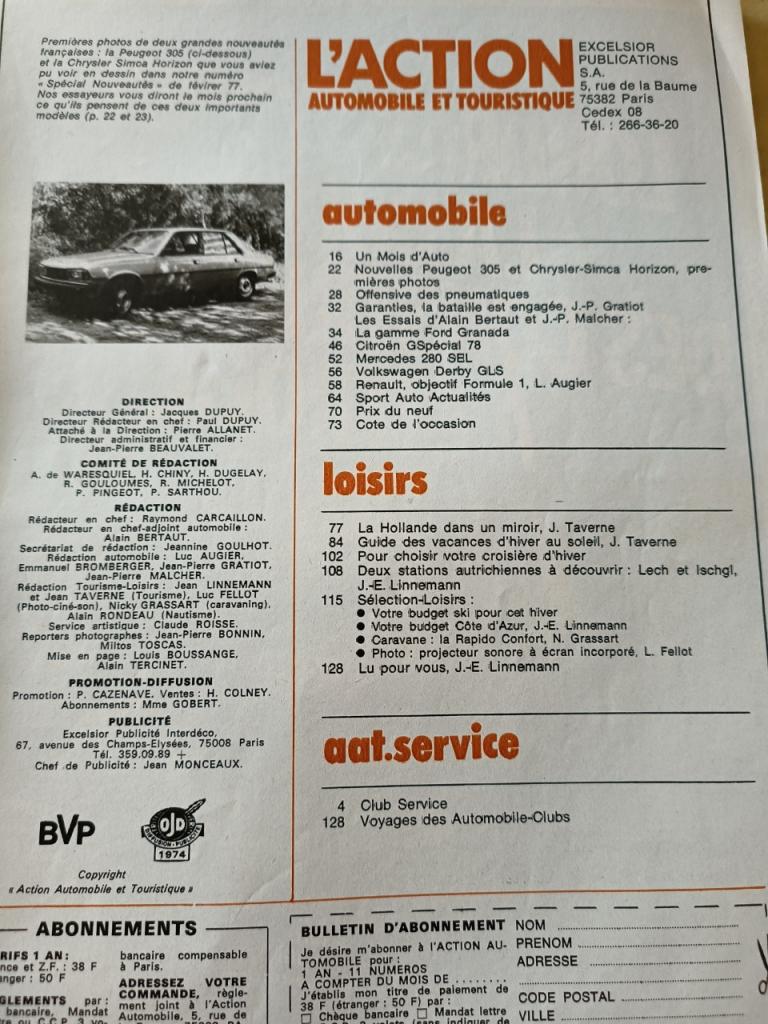 Premières photos de deux grandes nouveautés
françaises : la Peugeot 305 (ci-dessous)
et la Chrysler Simca Horizon que vous aviez
pu voir en dessin dans notre numéro
« Spécial Nouveautés » de février 77.
Nos essayeurs vous diront le mois prochain
ce qu'ils pensent de ces deux importants
modèles (p. 22 et 23).
DIRECTION
Directeur Général : Jacques DUPUY.
Directeur Rédacteur en chef : Paul DUPUY.
Attaché à la Direction : Pierre ALLANET.
Directeur administratif et financier :
Jean-Pierre BEAUVALET.
COMITÉ DE RÉDACTION
A. de WARESQUIEL, H. CHINY, H. DUGELAY,
R. GOULOUMES, R. MICHELOT,
P. PINGEOT, P. SARTHOU.
RÉDACTION
Rédacteur en chef : Raymond CARCAILLON.
Rédacteur en chef-adjoint automobile :
Alain BERTAUT.
Secrétariat de rédaction : Jeannine GOULHOT.
Rédaction automobile : Luc AUGIER,
Emmanuel BROMBERGER, Jean-Pierre GRATIOT,
Jean-Pierre MALCHER.
Rédaction Tourisme-Loisirs : Jean LINNEMANN
et Jean TAVERNE (Tourisme), Luc FELLOT
(Photo-ciné-son), Nicky GRASSART (caravaning),
Alain RONDEAU (Nautisme).
Service artistique : Claude ROISSE.
Reporters photographes : Jean-Pierre BONNIN,
Miltos TOSCAS.
Mise en page : Louis BOUSSANGE,
Alain TERCINET.
PROMOTION-DIFFUSION
Promotion : P. CAZENAVE. Ventes : H. COLNEY.
Abonnements : Mme GOBERT.
PUBLICITÉ
Excelsior Publicité Interdéco,
67, avenue des Champs-Elysées, 75008 Paris
Tél. 359.09.89 +
Chef de Publicité : Jean MONCEAUX.
BVP
OJD
DIFFUSION-PUBLICITÉ
1974
Copyright
« Action Automobile et Touristique »
L'ACTION
AUTOMOBILE ET TOURISTIQUE
EXCELSIOR
PUBLICATIONS
S.A.
5, rue de la Baume
75382 Paris
Cedex 08
Tél. : 266-36-20
automobile
16 Un Mois d'Auto
22 Nouvelles Peugeot 305 et Chrysler-Simca Horizon, pre-
mières photos
28 Offensive des pneumatiques
32 Garanties, la bataille est engagée, J.-P. Gratiot
Les Essais d'Alain Bertaut et J.-P. Malcher :
34 La gamme Ford Granada
46 Citroën GSpécial 78
52 Mercedes 280 SEL
56 Volkswagen Derby GLS
58 Renault, objectif Formule 1, L. Augier
64 Sport Auto Actualités
70 Prix du neuf
73 Cote de l'occasion
loisirs
77 La Hollande dans un miroir, J. Taverne
84 Guide des vacances d'hiver au soleil, J. Taverne
102 Pour choisir votre croisière d'hiver
108 Deux stations autrichiennes à découvrir : Lech et Ischgl,
J.-E. Linnemann
115 Sélection-Loisirs :
● Votre budget ski pour cet hiver
● Votre budget Côte d'Azur, J.-E. Linnemann
● Caravane : la Rapido Confort, N. Grassart
● Photo : projecteur sonore à écran incorporé, L. Fellot
128 Lu pour vous, J.-E. Linnemann
aat.service
4 Club Service
128 Voyages des Automobile-Clubs
ABONNEMENTS
RIFS 1 AN :
nce et Z.F. : 38 F
anger : 50 F
GLEMENTS par :
bancaire, Mandat
bancaire compensable
à Paris.
ADRESSEZ VOTRE
COMMANDE, règle-
ment joint à l'Action
Automobile, 5, rue de
BULLETIN D'ABONNEMENT
Je désire m'abonner à l'ACTION AU-
TOMOBILE pour :
1 AN - 11 NUMEROS
A COMPTER DU MOIS DE ........
J'établis mon titre de paiement de
38 F (étranger : 50 F) par :
□ Chèque bancaire □ Mandat lettre
NOM
PRENOM
ADRESSE
CODE POSTAL
VILLE